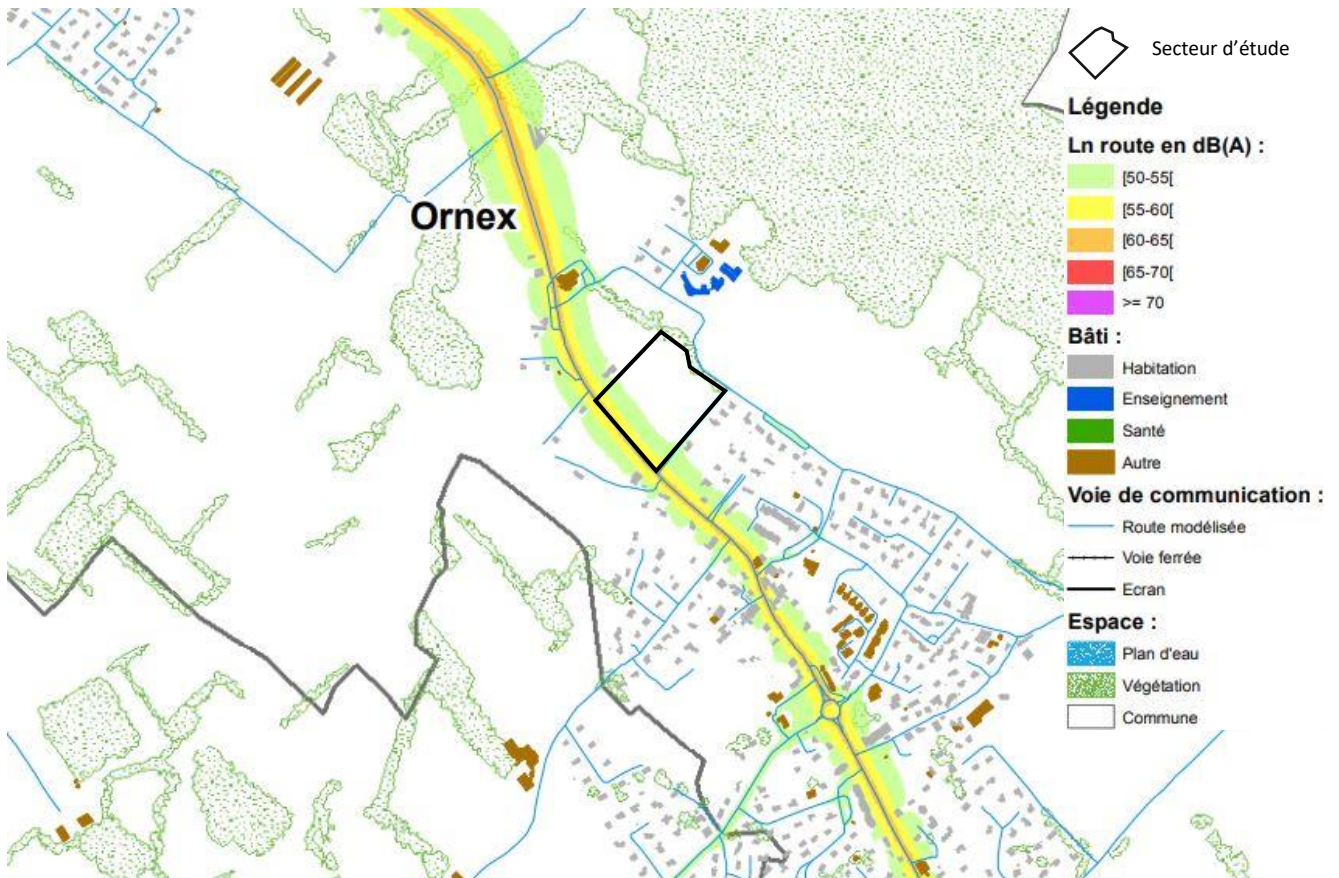 Secteur d'étude
Légende
Ln route en dB(A) :
[50-55[
[55-60[
[60-65[
[65-70[
>= 70
Bâti :
Habitation
Enseignement
Santé
Autre
Voie de communication :
Route modélisée
Voie ferrée
Ecran
Espace :
Plan d'eau
Végétation
Commune
Ornex